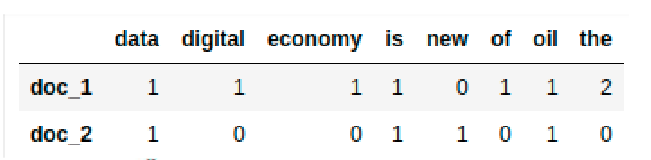 data digital economy is new of oil the
doc_1 1 1 1 1 0 1 1 2
doc_2 1 0 0 1 1 0 1 0